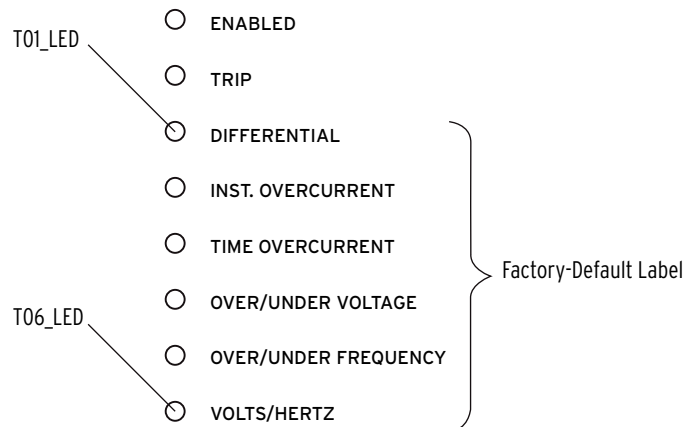 ENABLED
T01_LED
TRIP
DIFFERENTIAL
INST. OVERCURRENT
TIME OVERCURRENT
Factory-Default Label
OVER/UNDER VOLTAGE
T06_LED
OVER/UNDER FREQUENCY
VOLTS/HERTZ